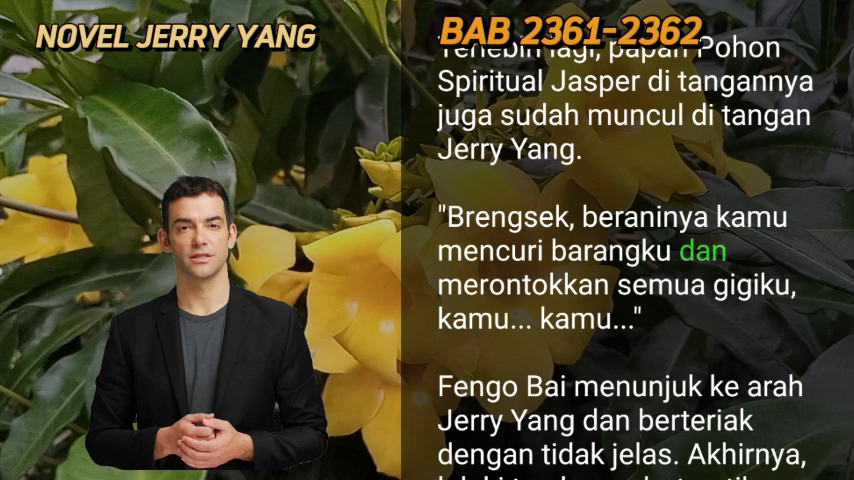 NOVEL JERRY YANG
BAB 2361-2362
Pohon
Spiritual Jasper di tangannya
juga sudah muncul di tangan
Jerry Yang.
"Brengsek, beraninya kamu
mencuri barangku dan
merontokkan semua gigiku,
kamu... kamu..."
Fengo Bai menunjuk ke arah
Jerry Yang dan berteriak
dengan tidak jelas. Akhirnya,